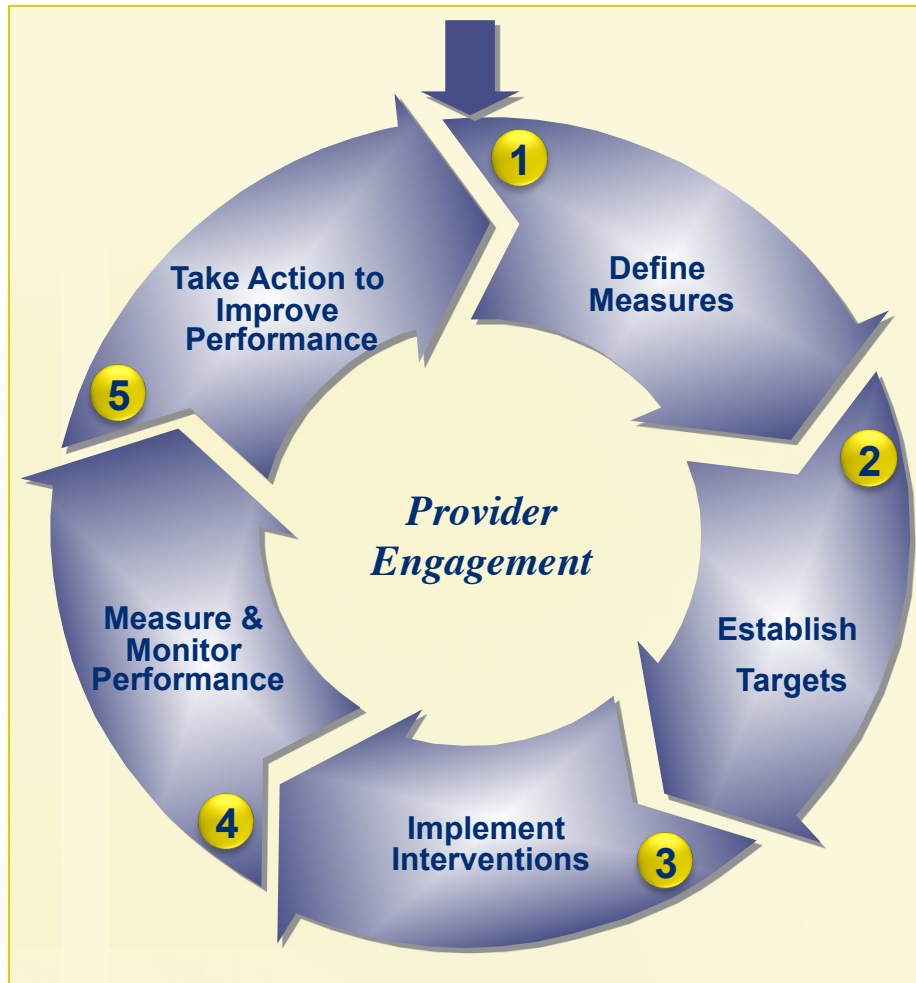 1
Define
Measures
2
Establish
Targets
3
Implement
Interventions
4
Measure &
Monitor
Performance
5
Take Action to
Improve
Performance
Provider
Engagement